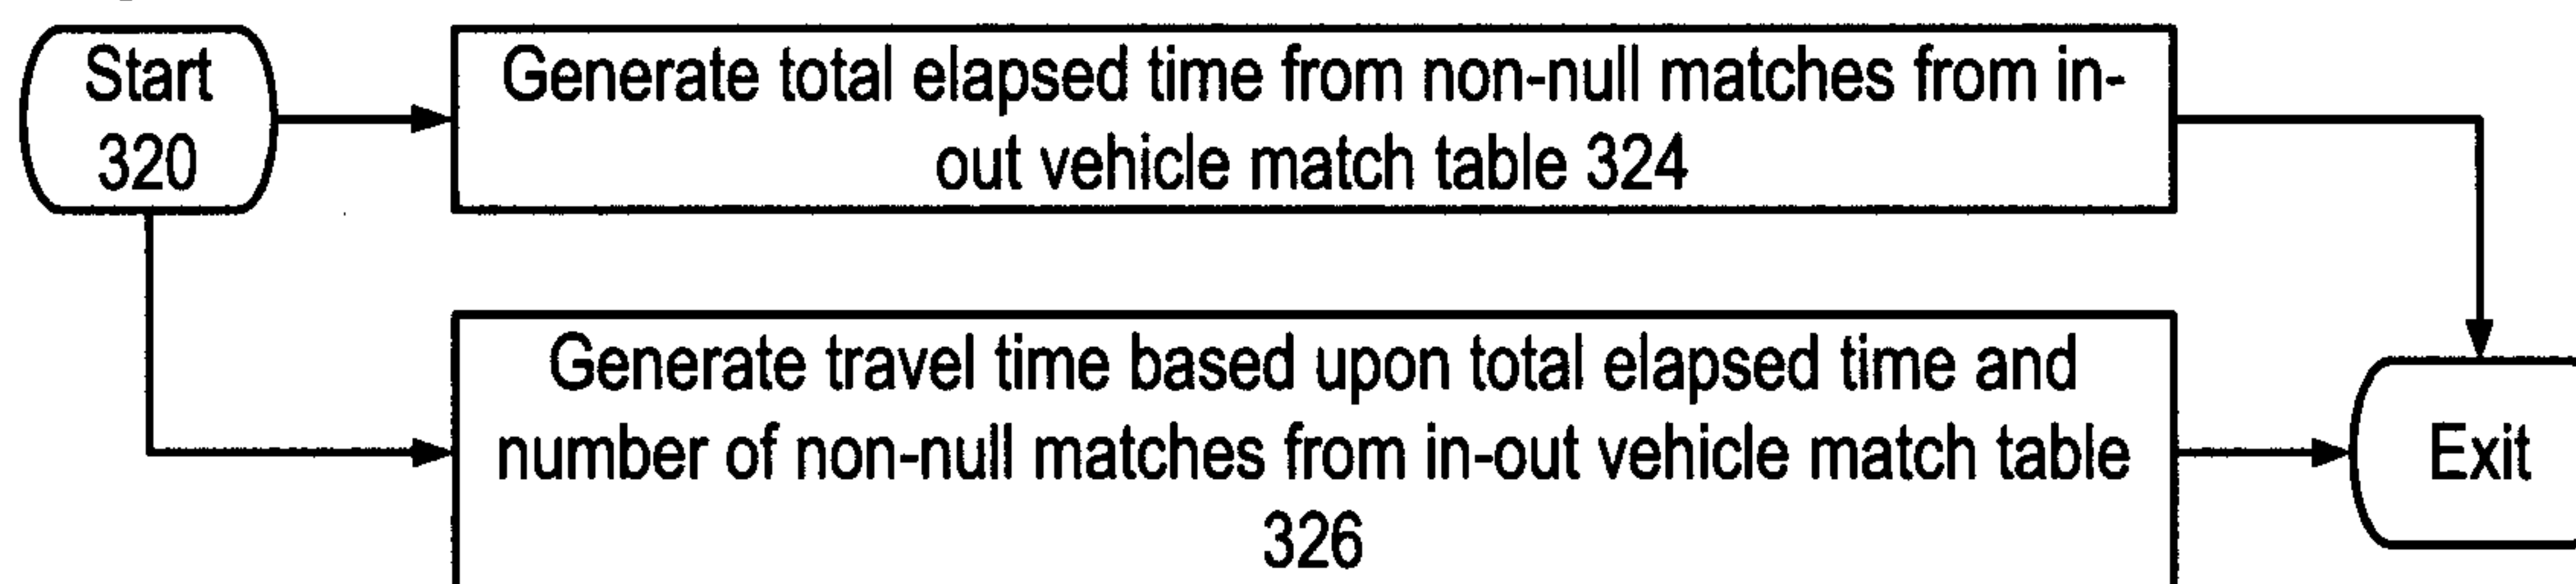 Start
320
Generate total elapsed time from non-null matches from in-
out vehicle match table 324
Generate travel time based upon total elapsed time and
number of non-null matches from in-out vehicle match table
326
Exit